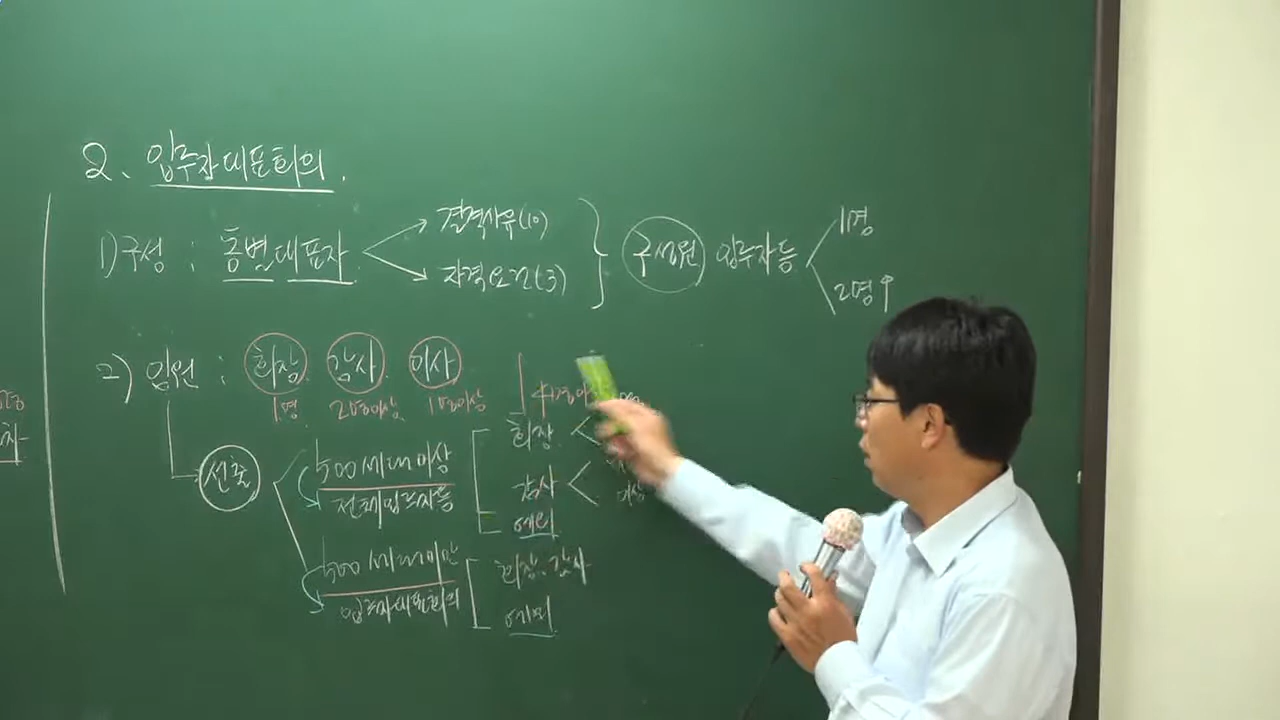 2. 입주자대표회의.
1) 구성 : 동별대표자 결격사유(10) 구성원 입주자등 1명
자격요건(3) 2명↑
2) 임원 : 회장 감사 이사
1명 2명이상 1명이상
선출 500세대이상 회장
전체입주자등 감사
예외 이상
500세대미만 회장. 감사
입주자대표회의 예외